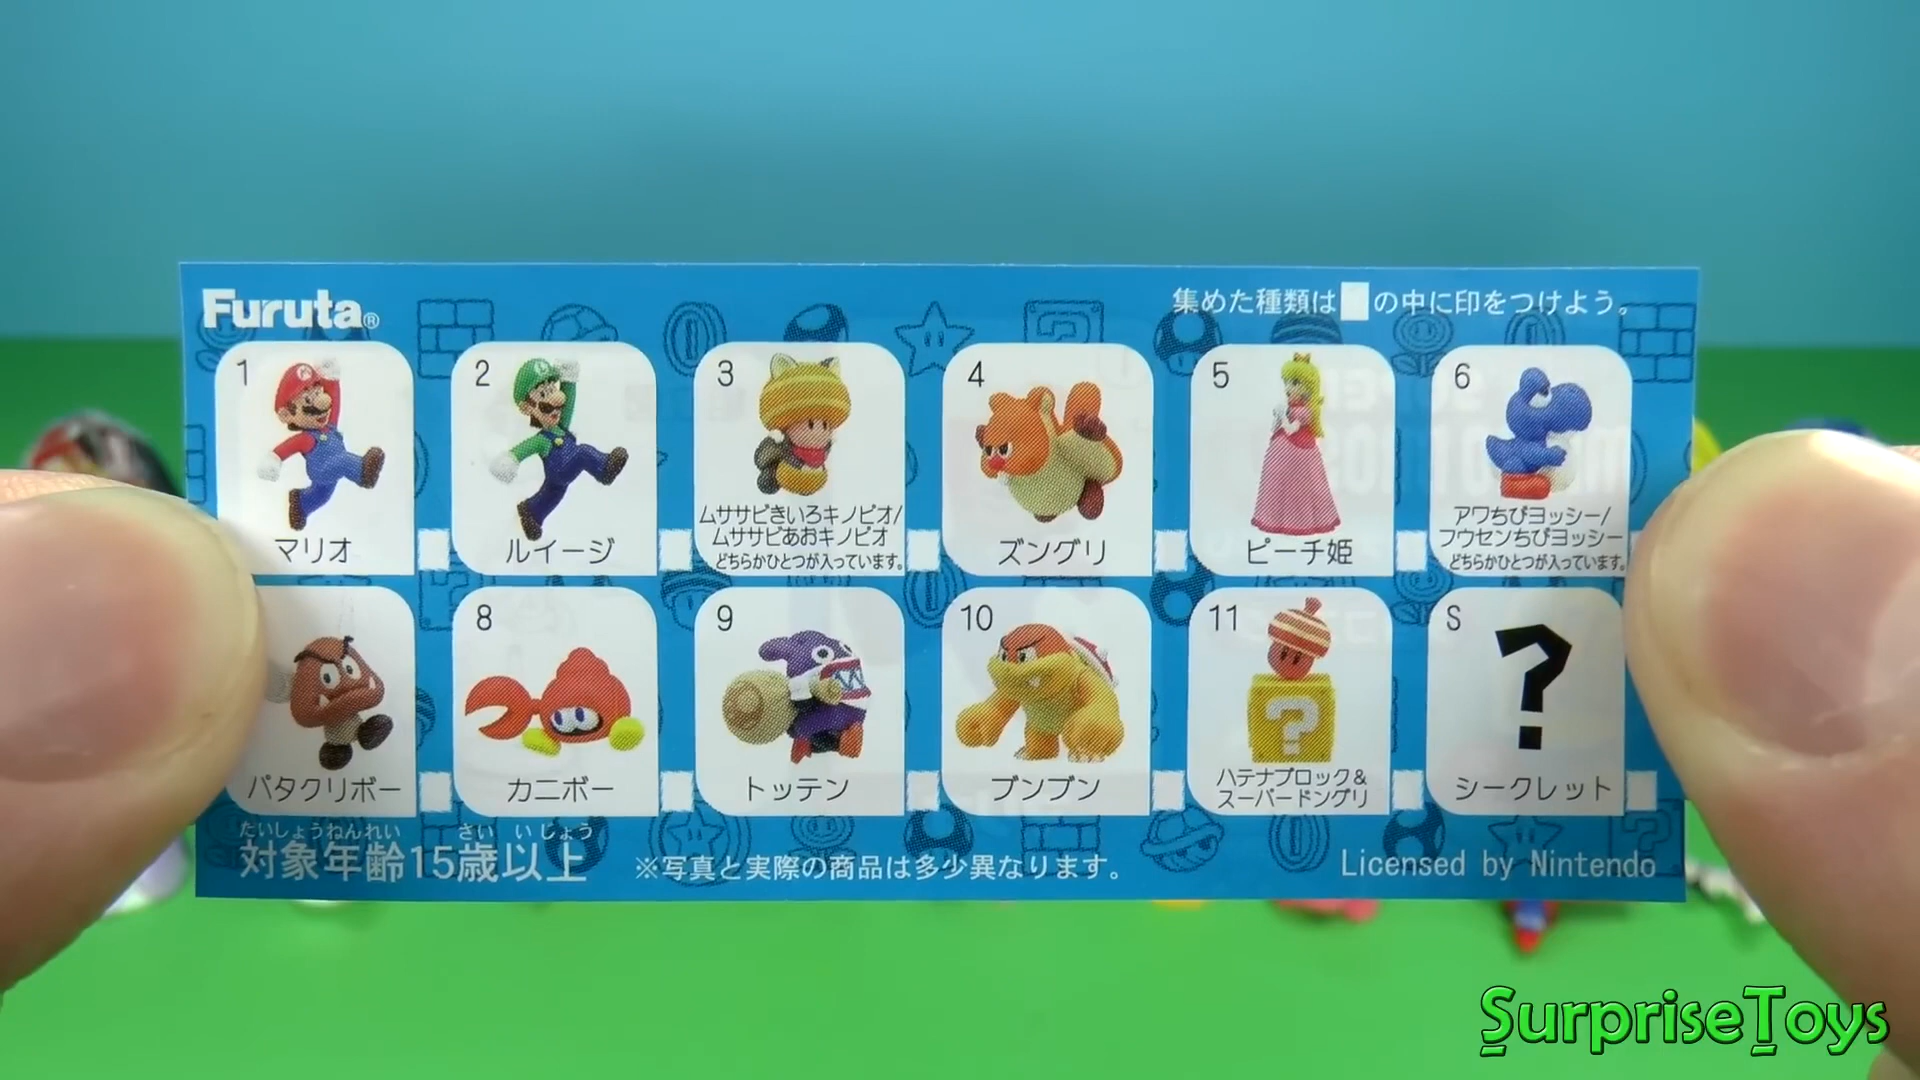 Furuta®
集めた種類は□の中に印をつけよう。
1
マリオ
2
ルイージ
3
ムササビきいろキノピオ/
ムササビあおキノピオ
どちらかひとつが入っています。
4
ズングリ
5
ピーチ姫
6
アワちびヨッシー/
フウセンちびヨッシー
どちらかひとつが入っています。
パタクリボー
8
カニボー
9
トッテン
10
ブンブン
11
ハテナブロック&
スーパードングリ
S
?
シークレット
たいしょうねんれい さい いじょう
対象年齢15歳以上
※写真と実際の商品は多少異なります。
Licensed by Nintendo
SurpriseToys